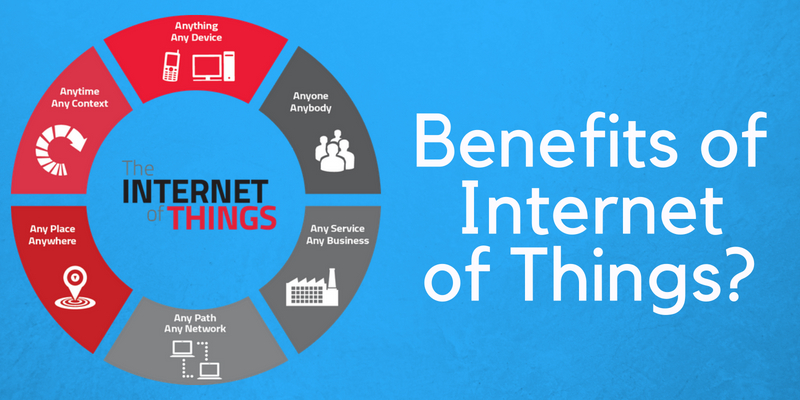 Anything
Any Device
Anyone
Anybody
Any Service
Any Business
Any Path
Any Network
Any Place
Anywhere
Anytime
Any Context
The
INTERNET
of THINGS
Benefits of
Internet
of Things?